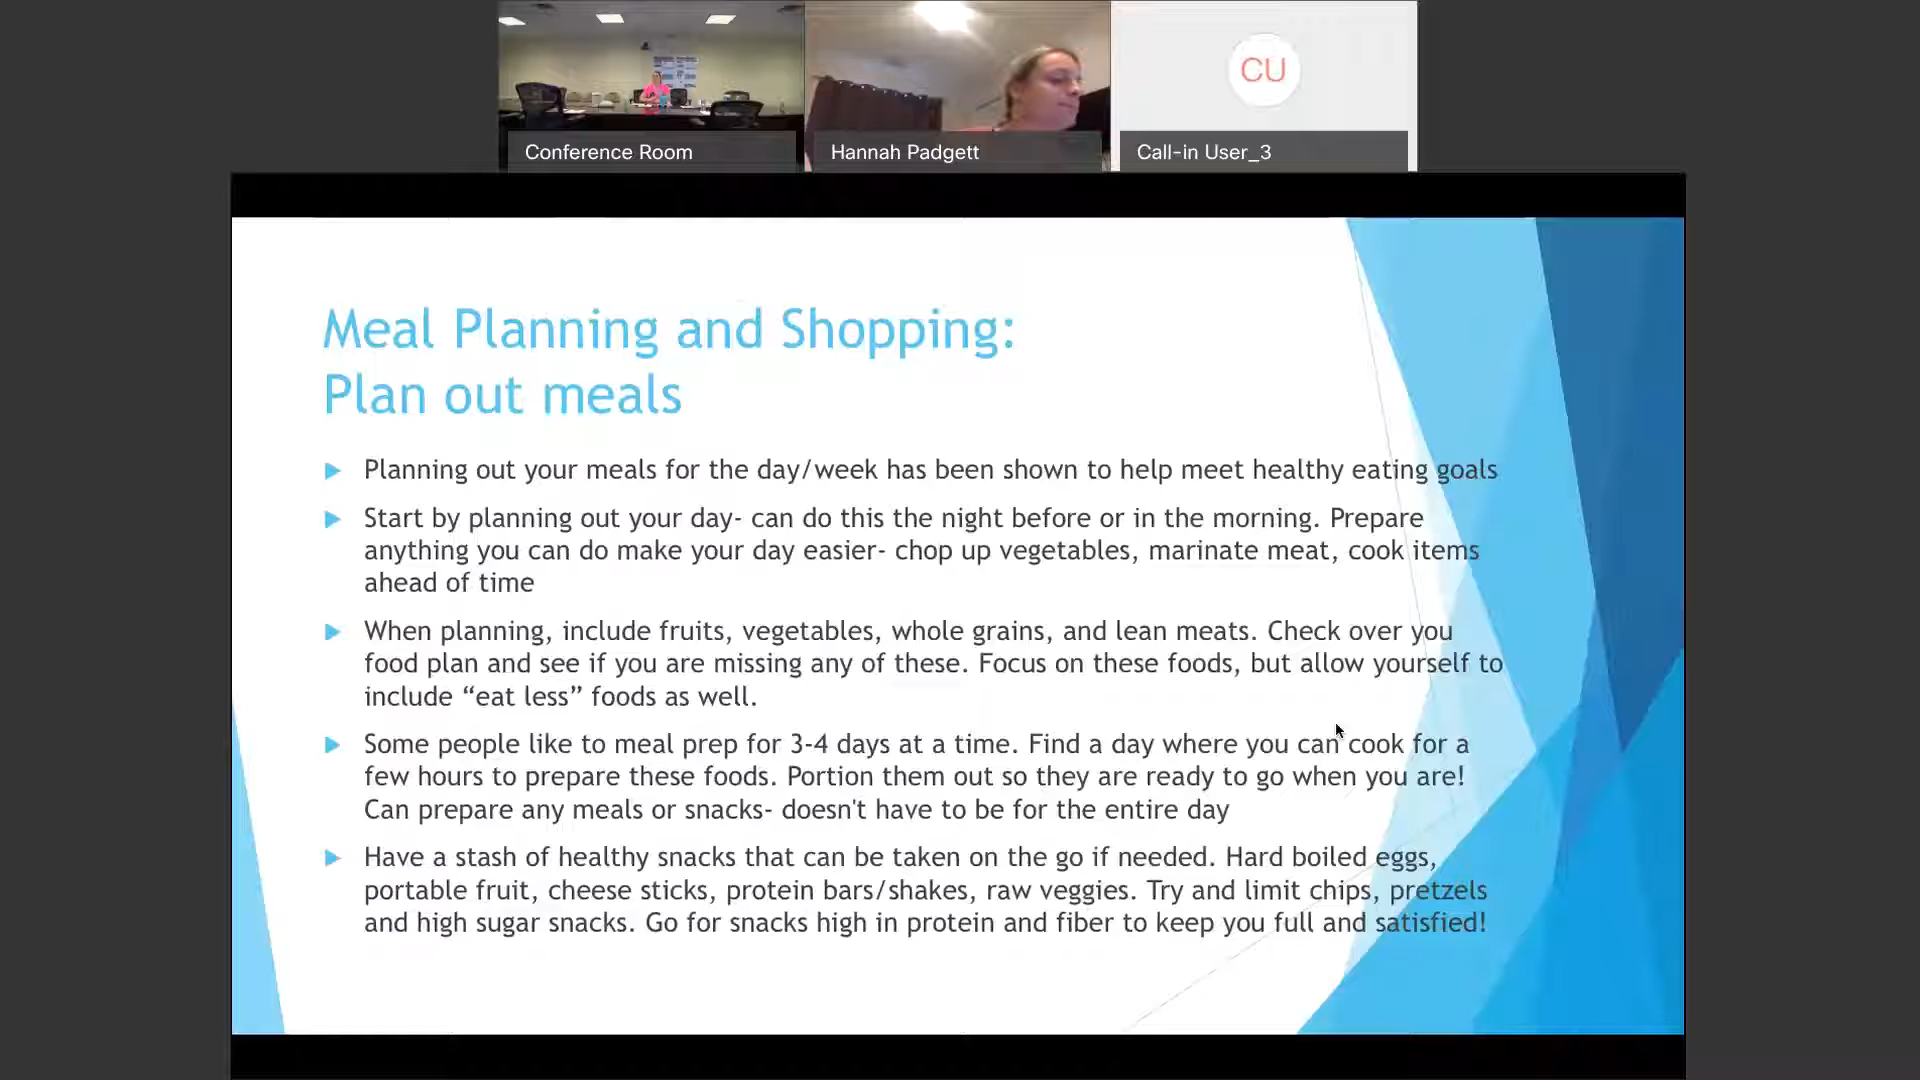 CU
Conference Room
Hannah Padgett
Call-in User_3
Meal Planning and Shopping:
Plan out meals
Planning out your meals for the day/week has been shown to help meet healthy eating goals
Start by planning out your day- can do this the night before or in the morning. Prepare
anything you can do make your day easier- chop up vegetables, marinate meat, cook items
ahead of time
When planning, include fruits, vegetables, whole grains, and lean meats. Check over you
food plan and see if you are missing any of these. Focus on these foods, but allow yourself to
include “eat less” foods as well.
Some people like to meal prep for 3-4 days at a time. Find a day where you can cook for a
few hours to prepare these foods. Portion them out so they are ready to go when you are!
Can prepare any meals or snacks- doesn't have to be for the entire day
Have a stash of healthy snacks that can be taken on the go if needed. Hard boiled eggs,
portable fruit, cheese sticks, protein bars/shakes, raw veggies. Try and limit chips, pretzels
and high sugar snacks. Go for snacks high in protein and fiber to keep you full and satisfied!